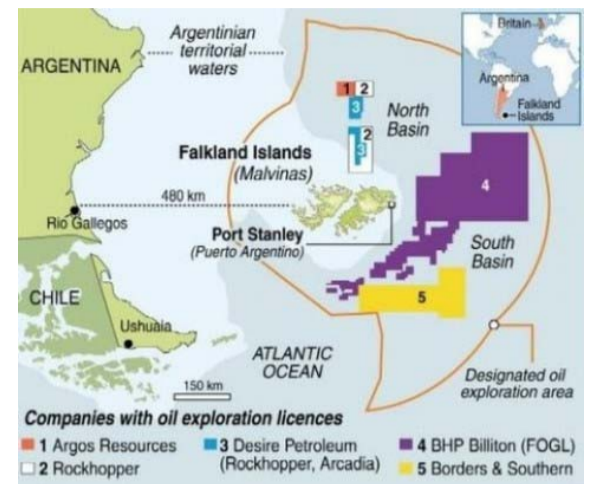 Argentinian
territorial
waters
ARGENTINA
Britain
Argentina
Falkland
Islands
1 2
3
North
Basin
2
3
Falkland Islands
(Malvinas)
4
480 km
Rio Gallegos
Port Stanley
(Puerto Argentino)
South
Basin
5
CHILE
Ushuaia
ATLANTIC
OCEAN
150 km
Designated oil
exploration area
Companies with oil exploration licences
1 Argos Resources
2 Rockhopper
3 Desire Petroleum
(Rockhopper, Arcadia)
4 BHP Billiton (FOGL)
5 Borders & Southern